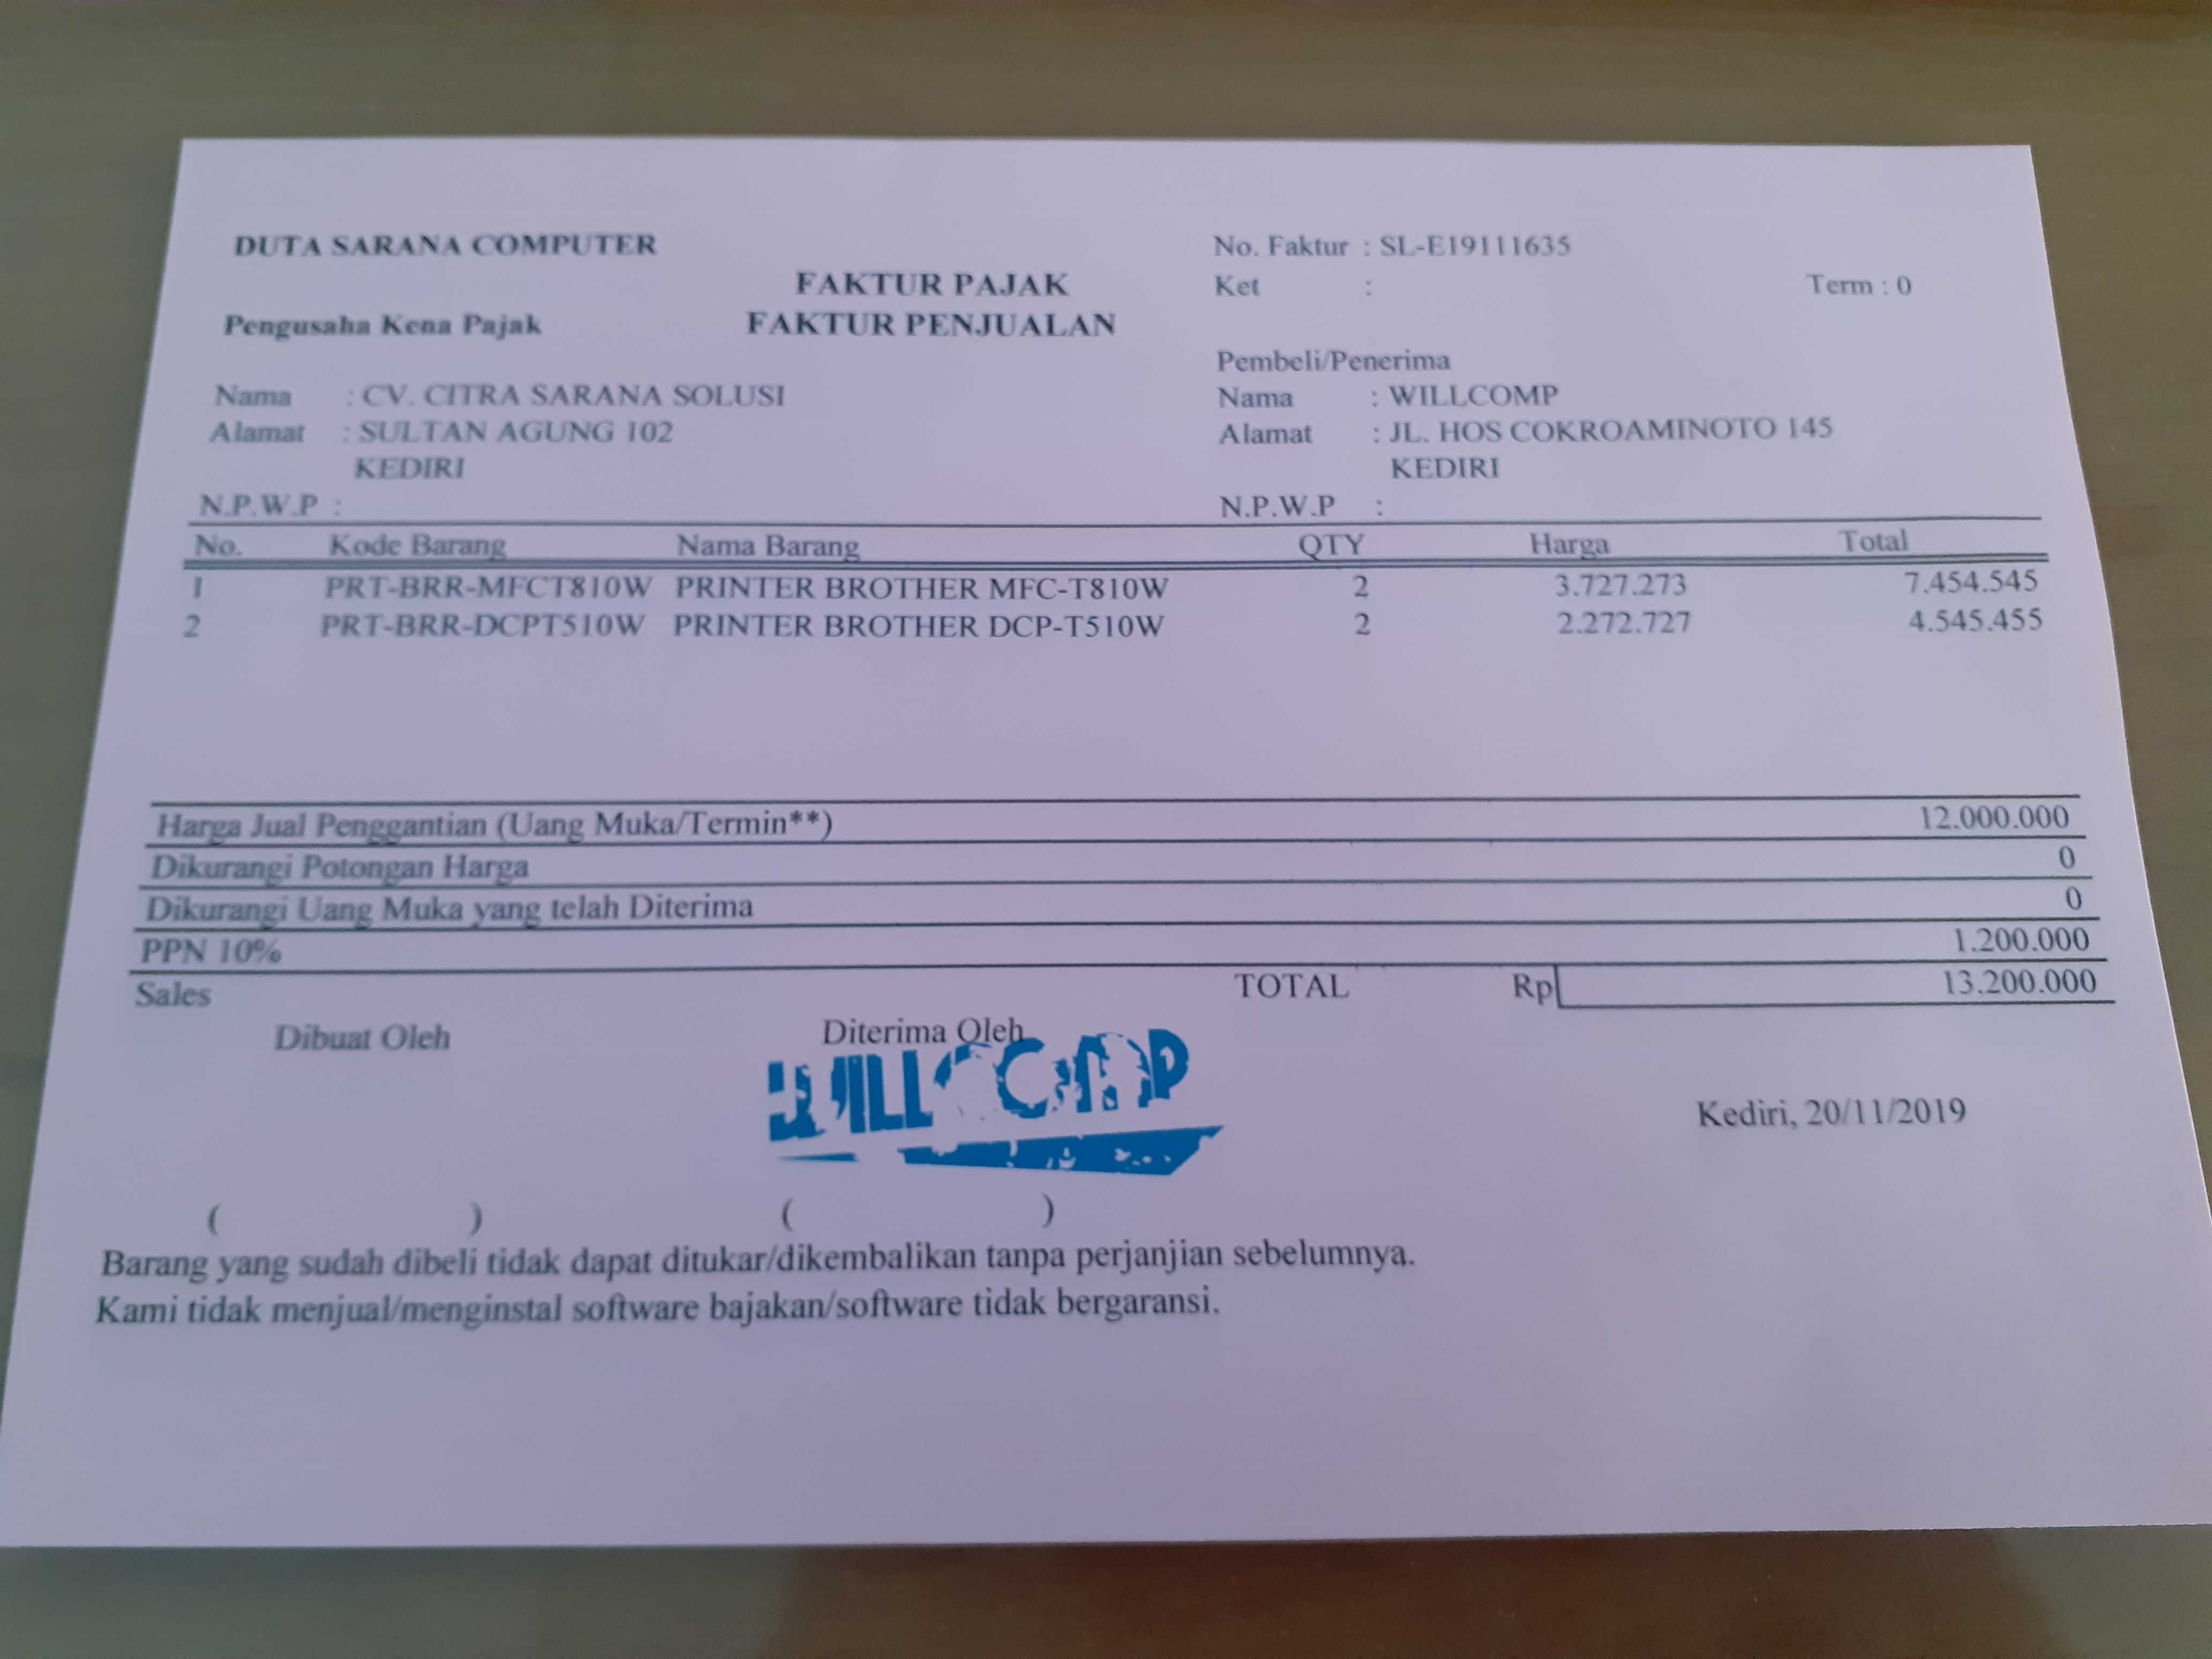 DUTA SARANA COMPUTER
FAKTUR PAJAK
Pengusaha Kena Pajak FAKTUR PENJUALAN
Nama : CV. CITRA SARANA SOLUSI
Alamat : SULTAN AGUNG 102
KEDIRI
N.P.W.P :
No. Faktur : SL-E19111635
Ket : Term : 0
Pembeli/Penerima
Nama : WILLCOMP
Alamat : JL. HOS COKROAMINOTO 145
KEDIRI
N.P.W.P :
No. Kode Barang Nama Barang QTY Harga Total
1 PRT-BRR-MFCT810W PRINTER BROTHER MFC-T810W 2 3.727.273 7.454.545
2 PRT-BRR-DCPT510W PRINTER BROTHER DCP-T510W 2 2.272.727 4.545.455
Harga Jual Penggantian (Uang Muka/Termin**) 12.000.000
Dikurangi Potongan Harga 0
Dikurangi Uang Muka yang telah Diterima 0
PPN 10% 1.200.000
Sales TOTAL Rp 13.200.000
Dibuat Oleh Diterima Oleh
WILLCOMP
Kediri, 20/11/2019
( ) ( )
Barang yang sudah dibeli tidak dapat ditukar/dikembalikan tanpa perjanjian sebelumnya.
Kami tidak menjual/menginstal software bajakan/software tidak bergaransi.